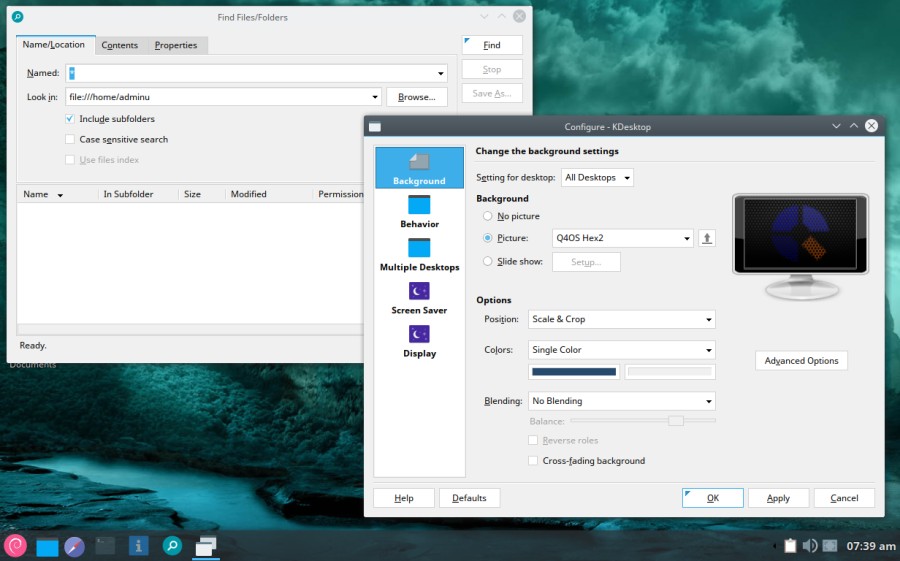 Find Files/Folders
Name/Location Contents Properties
Find
Named: *
Stop
Look in: file:///home/adminu Browse...
Save As...
Include subfolders
Case sensitive search
Use files index
Name In Subfolder Size Modified Permission
Ready.
Documents
Configure - KDesktop
Background
Behavior
Multiple Desktops
Screen Saver
Display
Change the background settings
Setting for desktop: All Desktops
Background
No picture
Picture: Q4OS Hex2
Slide show: Setup...
Options
Position: Scale & Crop
Colors: Single Color
Advanced Options
Blending: No Blending
Balance:
Reverse roles
Cross-fading background
Help Defaults OK Apply Cancel
07:39 am